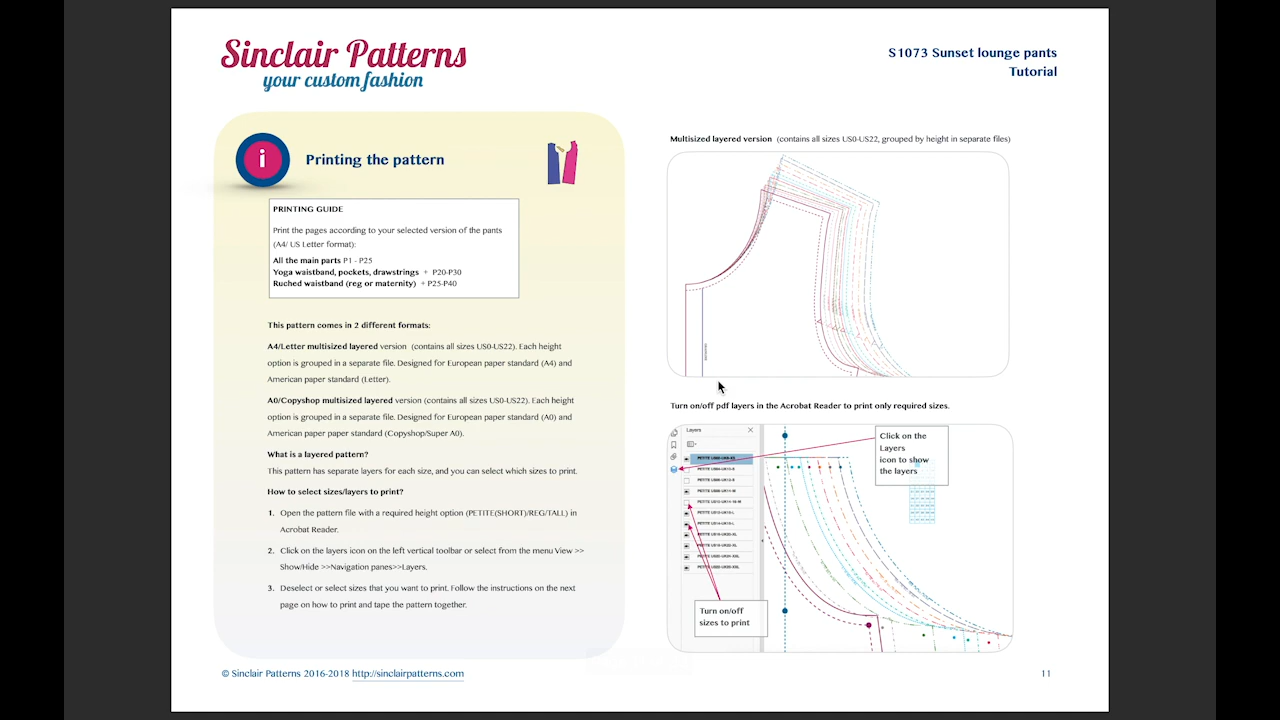 Sinclair Patterns
your custom fashion
S1073 Sunset lounge pants
Tutorial
i
Printing the pattern
PRINTING GUIDE
Print the pages according to your selected version of the pants
(A4/ US Letter format):
All the main parts P1 - P25
Yoga waistband, pockets, drawstrings + P20-P30
Ruched waistband (reg or maternity) + P25-P40
This pattern comes in 2 different formats:
A4/Letter multisized layered version (contains all sizes US0-US22). Each height
option is grouped in a separate file. Designed for European paper standard (A4) and
American paper standard (Letter).
A0/Copyshop multisized layered version (contains all sizes US0-US22). Each height
option is grouped in a separate file. Designed for European paper standard (A0) and
American paper paper standard (Copyshop/Super A0).
What is a layered pattern?
This pattern has separate layers for each size, and you can select which sizes to print.
How to select sizes/layers to print?
1. Open the pattern file with a required height option (PETITE(SHORT)/REG/TALL) in
Acrobat Reader.
2. Click on the layers icon on the left vertical toolbar or select from the menu View >>
Show/Hide >>Navigation panes>>Layers.
3. Deselect or select sizes that you want to print. Follow the instructions on the next
page on how to print and tape the pattern together.
Multisized layered version (contains all sizes US0-US22, grouped by height in separate files)
Turn on/off pdf layers in the Acrobat Reader to print only required sizes.
Layers
Click on the
Layers
icon to show
the layers
Turn on/off
sizes to print
© Sinclair Patterns 2016-2018 http://sinclairpatterns.com
11